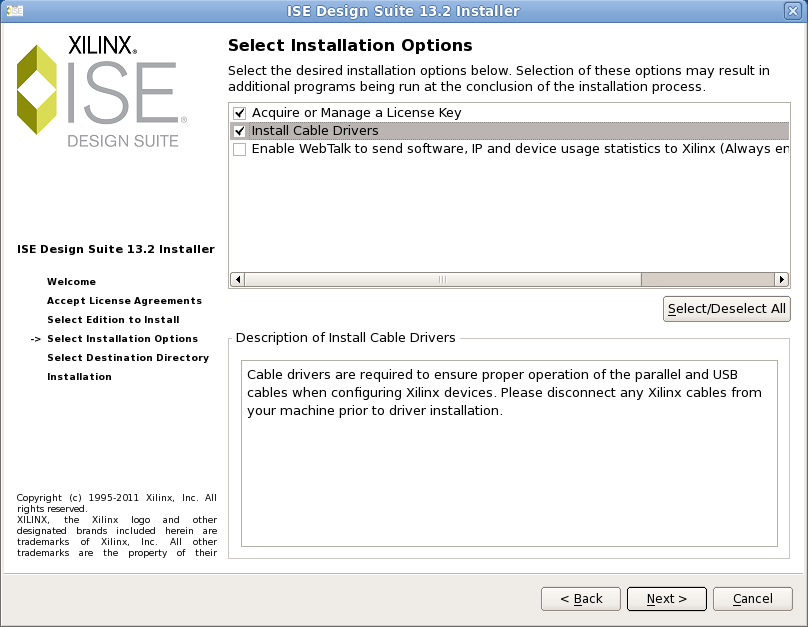 ISE Design Suite 13.2 Installer
XILINX®
ISE®
DESIGN SUITE
ISE Design Suite 13.2 Installer
Welcome
Accept License Agreements
Select Edition to Install
-> Select Installation Options
Select Destination Directory
Installation
Copyright (c) 1995-2011 Xilinx, Inc. All
rights reserved.
XILINX, the Xilinx logo and other
designated brands included herein are
trademarks of Xilinx, Inc. All other
trademarks are the property of their
Select Installation Options
Select the desired installation options below. Selection of these options may result in
additional programs being run at the conclusion of the installation process.
Acquire or Manage a License Key
Install Cable Drivers
Enable WebTalk to send software, IP and device usage statistics to Xilinx (Always en
Select/Deselect All
Description of Install Cable Drivers
Cable drivers are required to ensure proper operation of the parallel and USB
cables when configuring Xilinx devices. Please disconnect any Xilinx cables from
your machine prior to driver installation.
< Back
Next >
Cancel